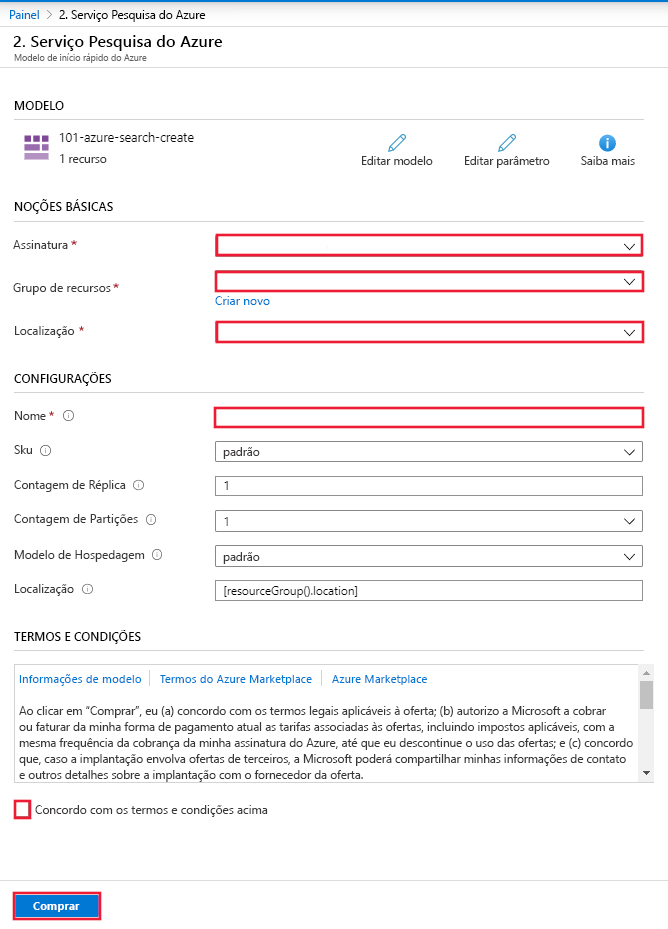 Painel > 2. Serviço Pesquisa do Azure
2. Serviço Pesquisa do Azure
Modelo de início rápido do Azure
MODELO
101-azure-search-create
1 recurso
Editar modelo
Editar parâmetro
Saiba mais
NOÇÕES BÁSICAS
Assinatura *
Grupo de recursos *
Criar novo
Localização *
CONFIGURAÇÕES
Nome *
Sku
padrão
Contagem de Réplica
1
Contagem de Partições
1
Modelo de Hospedagem
padrão
Localização
[resourceGroup().location]
TERMOS E CONDIÇÕES
Informações de modelo | Termos do Azure Marketplace | Azure Marketplace
Ao clicar em “Comprar”, eu (a) concordo com os termos legais aplicáveis à oferta; (b) autorizo a Microsoft a cobrar
ou faturar da minha forma de pagamento atual as tarifas associadas às ofertas, incluindo impostos aplicáveis, com a
mesma frequência da cobrança da minha assinatura do Azure, até que eu descontinue o uso das ofertas; e (c) concordo
que, caso a implantação envolva ofertas de terceiros, a Microsoft poderá compartilhar minhas informações de contato
e outros detalhes sobre a implantação com o fornecedor da oferta.
Concordo com os termos e condições acima
Comprar